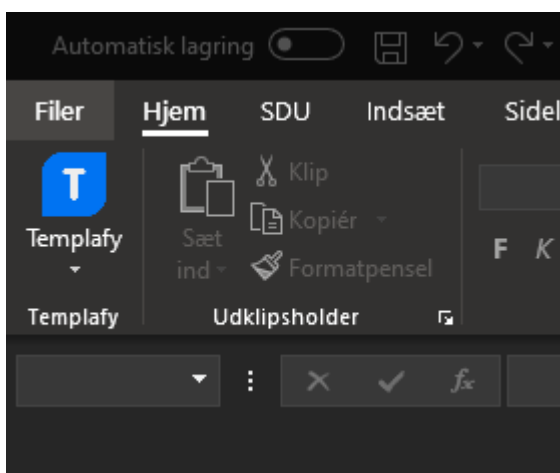 Automatisk lagring
Filer Hjem SDU Indsæt Sidel
T
Templafy
Sæt ind
Klip
Kopiér
Formatpensel
F K
Templafy Udklipsholder
fx